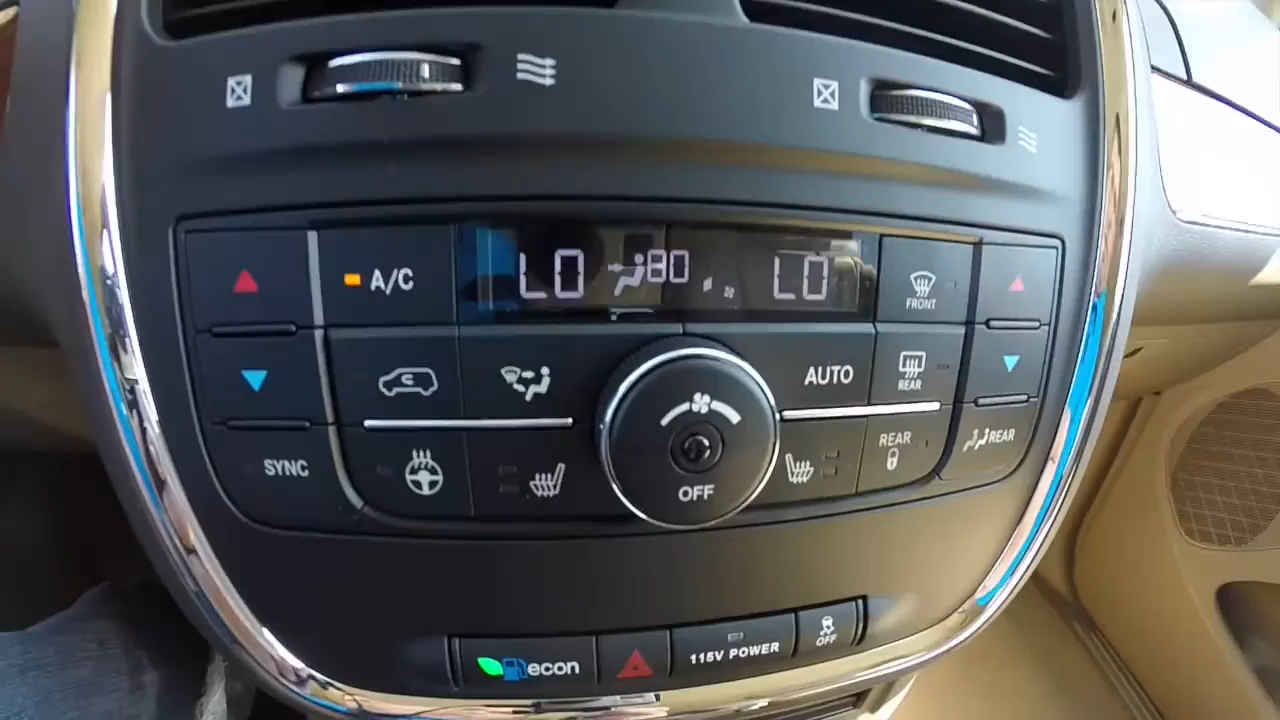 A/C
LO
80
LO
FRONT
AUTO
REAR
SYNC
OFF
REAR
REAR
econ
115V POWER
OFF